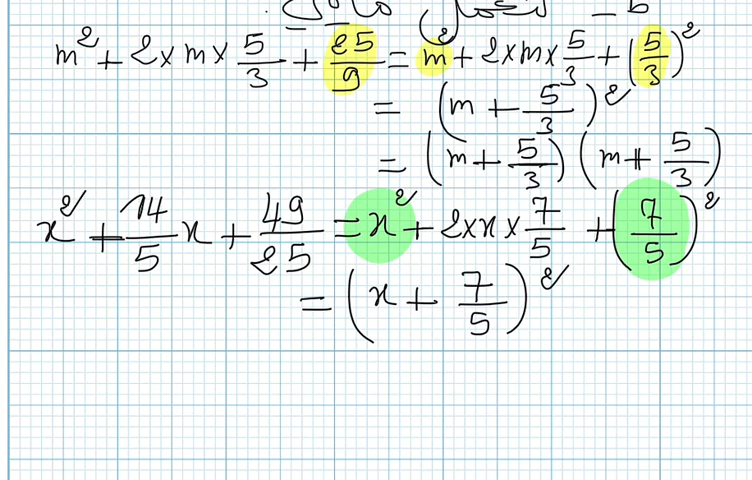 m² + 2×m×5/3 + 25/9 = m² + 2×m×5/3 + (5/3)²
= (m + 5/3)²
= (m + 5/3) (m + 5/3)
x² + 14/5 x + 49/25 = x² + 2×x×7/5 + (7/5)²
= (x + 7/5)²